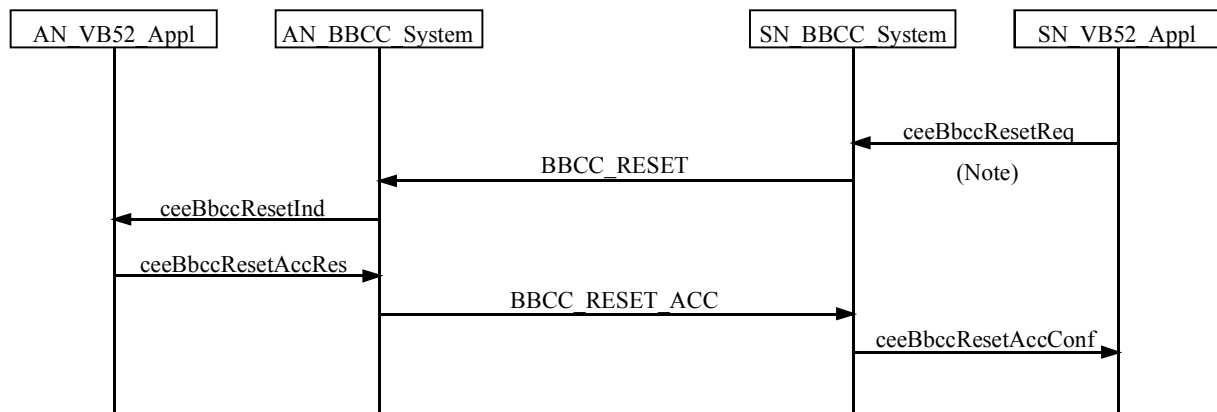 AN_VB52_Appl
AN_BBCC_System
SN_BBCC_System
SN_VB52_Appl
ceeBbccResetReq
BBCC_RESET
(Note)
ceeBbccResetInd
ceeBbccResetAccRes
BBCC_RESET_ACC
ceeBbccResetAccConf